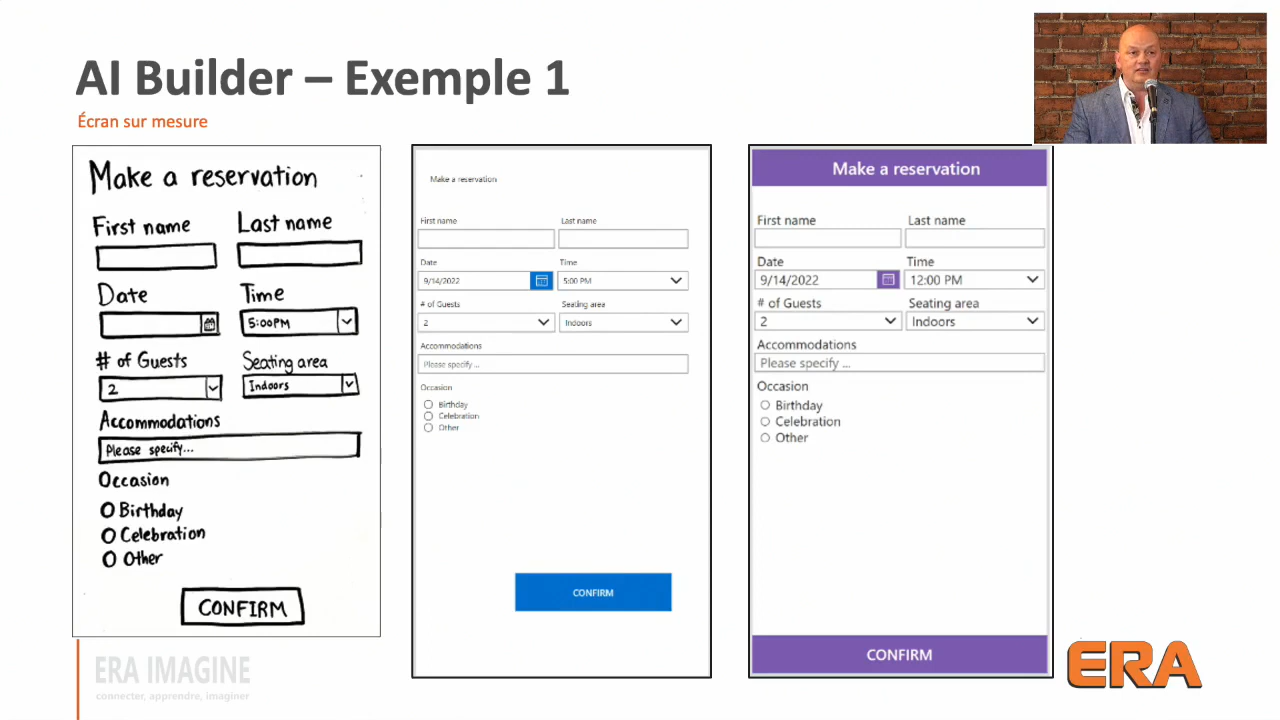 AI Builder – Exemple 1
Écran sur mesure
Make a reservation
First name Last name
Date Time
5:00PM
# of Guests Seating area
2 Indoors
Accommodations
Please specify...
Occasion
Birthday
Celebration
Other
CONFIRM
Make a reservation
First name Last name
Date Time
9/14/2022 5:00 PM
# of Guests Seating area
2 Indoors
Accommodations
Please specify ...
Occasion
Birthday
Celebration
Other
CONFIRM
Make a reservation
First name Last name
Date Time
9/14/2022 12:00 PM
# of Guests Seating area
2 Indoors
Accommodations
Please specify ...
Occasion
Birthday
Celebration
Other
CONFIRM
ERA IMAGINE
connecter, apprendre, imaginer
ERA